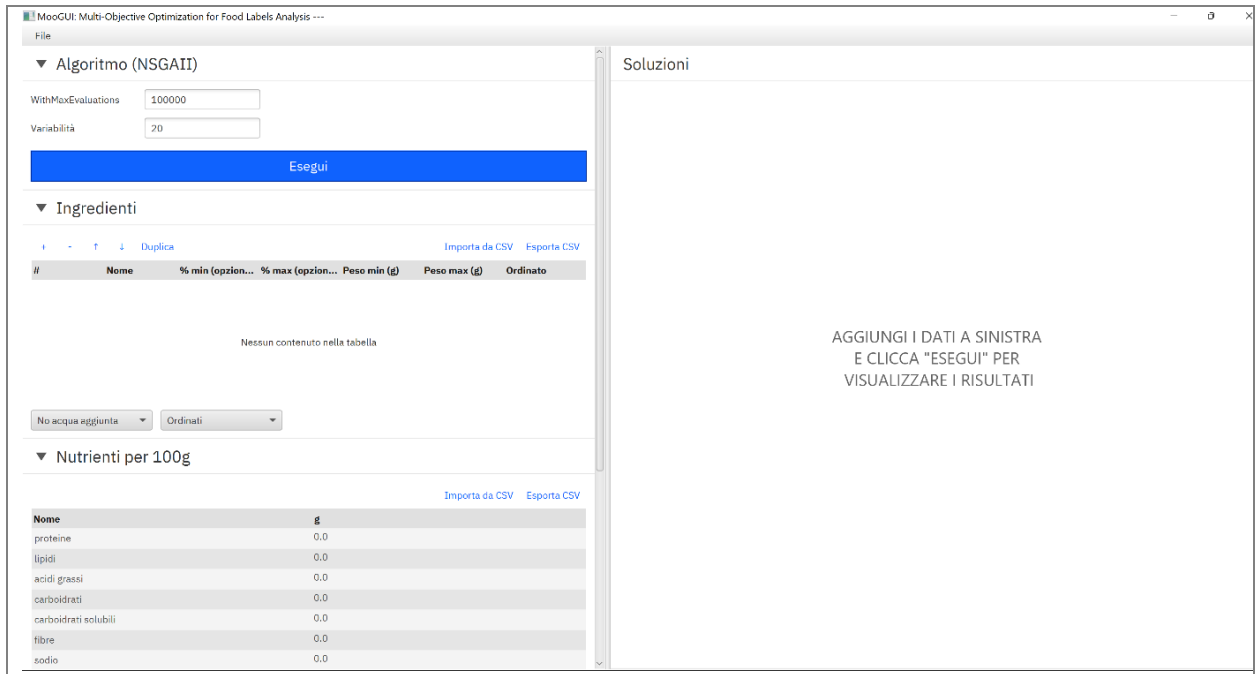 MooGUI: Multi-Objective Optimization for Food Labels Analysis ---
File
Algoritmo (NSGAII)
WithMaxEvaluations 100000
Variabilità 20
Esegui
Ingredienti
+ - ↑ ↓ Duplica Importa da CSV Esporta CSV
# Nome % min (opzion... % max (opzion... Peso min (g) Peso max (g) Ordinato
Nessun contenuto nella tabella
No acqua aggiunta Ordinati
Nutrienti per 100g
Importa da CSV Esporta CSV
Nome g
proteine 0.0
lipidi 0.0
acidi grassi 0.0
carboidrati 0.0
carboidrati solubili 0.0
fibre 0.0
sodio 0.0
Soluzioni
AGGIUNGI I DATI A SINISTRA
E CLICCA "ESEGUI" PER
VISUALIZZARE I RISULTATI